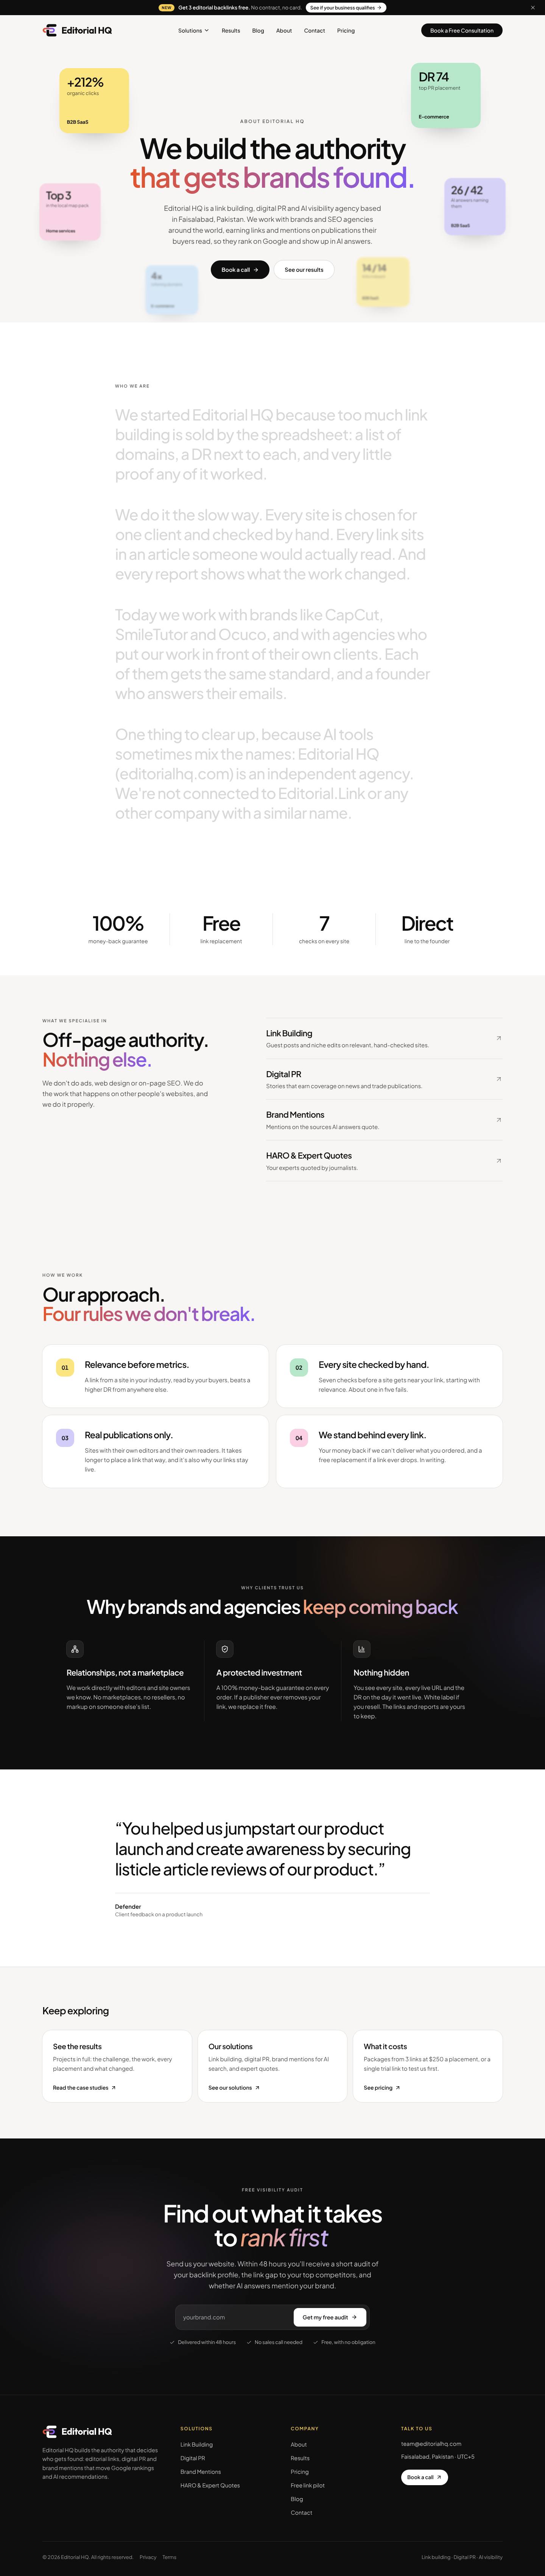 NEW Get 3 editorial backlinks free. No contract, no card. See if your business qualifies →
Editorial HQ
Solutions Results Blog About Contact Pricing
Book a Free Consultation
+212%
organic clicks
B2B SaaS
DR 74
top PR placement
E-commerce
ABOUT EDITORIAL HQ
We build the authority
that gets brands found.
Top 3
in the local map pack
Home services
26 / 42
AI answers naming
them
B2B SaaS
Editorial HQ is a link building, digital PR and AI visibility agency based
in Faisalabad, Pakistan. We work with brands and SEO agencies
around the world, earning links and mentions on publications their
buyers read, so they rank on Google and show up in AI answers.
Book a call →
See our results
14 / 14
WHO WE ARE
We started Editorial HQ because too much link
building is sold by the spreadsheet: a list of
domains, a DR next to each, and very little
proof any of it worked.
We do it the slow way. Every site is chosen for
one client and checked by hand. Every link sits
in an article someone would actually read. And
every report shows what the work changed.
Today we work with brands like CapCut,
SmileTutor and Ocuco, and with agencies who
put our work in front of their own clients. Each
of them gets the same standard, and a founder
who answers their emails.
One thing to clear up, because AI tools
sometimes mix the names: Editorial HQ
(editorialhq.com) is an independent agency.
We're not connected to Editorial.Link or any
other company with a similar name.
100%
money-back guarantee
Free
link replacement
7
checks on every site
Direct
line to the founder
WHAT WE SPECIALISE IN
Off-page authority.
Nothing else.
We don't do ads, web design or on-page SEO. We do
the work that happens on other people's websites, and
we do it properly.
Link Building
Guest posts and niche edits on relevant, hand-checked sites.
Digital PR
Stories that earn coverage on news and trade publications.
Brand Mentions
Mentions on the sources AI answers quote.
HARO & Expert Quotes
Your experts quoted by journalists.
HOW WE WORK
Our approach.
Four rules we don't break.
01
Relevance before metrics.
A link from a site in your industry, read by your buyers, beats a
higher DR from anywhere else.
02
Every site checked by hand.
Seven checks before a site gets near your link, starting with
relevance. About one in five fails.
03
Real publications only.
Sites with their own editors and their own readers. It takes
longer to place a link that way, and it's also why our links stay
live.
04
We stand behind every link.
Your money back if we can't deliver what you ordered, and a
free replacement if a link ever drops. In writing.
WHY CLIENTS TRUST US
Why brands and agencies keep coming back
Relationships, not a marketplace
We work directly with editors and site owners
we know. No marketplaces, no resellers, no
markup on someone else's list.
A protected investment
A 100% money-back guarantee on every
order. If a publisher ever removes your
link, we replace it free.
Nothing hidden
You see every site, every live URL and the
DR on the day it went live. White label if
you resell. The links and reports are yours
to keep.
“You helped us jumpstart our product
launch and create awareness by securing
listicle article reviews of our product.”
Defender
Client feedback on a product launch
Keep exploring
See the results
Projects in full: the challenge, the work, every
placement and what changed.
Read the case studies
Our solutions
Link building, digital PR, brand mentions for AI
search, and expert quotes.
See our solutions
What it costs
Packages from 3 links at $250 a placement, or a
single trial link to test us first.
See pricing
FREE VISIBILITY AUDIT
Find out what it takes
to rank first
Send us your website. Within 48 hours you'll receive a short audit of
your backlink profile, the link gap to your top competitors, and
whether AI answers mention your brand.
yourbrand.com
Get my free audit →
Delivered within 48 hours
No sales call needed
Free, with no obligation
Editorial HQ
Editorial HQ builds the authority that decides
who gets found: editorial links, digital PR and
brand mentions that move Google rankings
and AI recommendations.
SOLUTIONS
Link Building
Digital PR
Brand Mentions
HARO & Expert Quotes
COMPANY
About
Results
Pricing
Free link pilot
Blog
Contact
TALK TO US
team@editorialhq.com
Faisalabad, Pakistan · UTC+5
Book a call
© 2026 Editorial HQ. All rights reserved. Privacy Terms
Link building · Digital PR · AI visibility